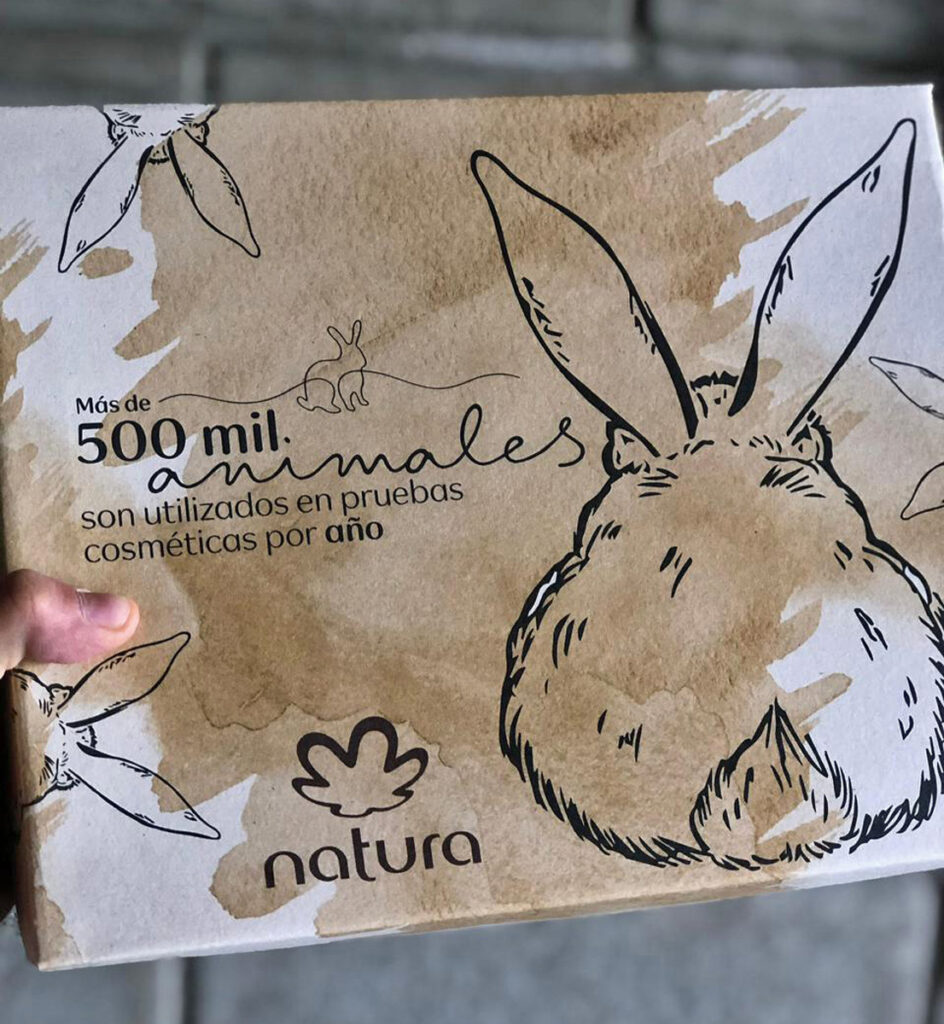 Más de
500 mil
animales
son utilizados en pruebas
cosméticas por año
natura